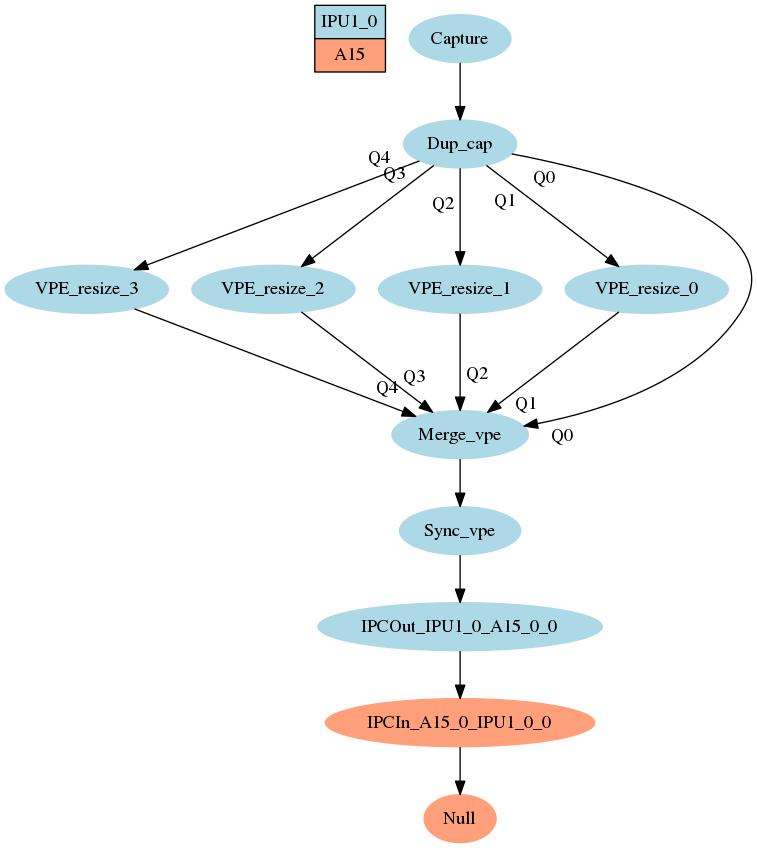 IPU1_0
A15
Capture
Dup_cap
Q4
Q3
Q2
Q1
Q0
VPE_resize_3
VPE_resize_2
VPE_resize_1
VPE_resize_0
Q4
Q3
Q2
Q1
Q0
Merge_vpe
Sync_vpe
IPCOut_IPU1_0_A15_0_0
IPCIn_A15_0_IPU1_0_0
Null